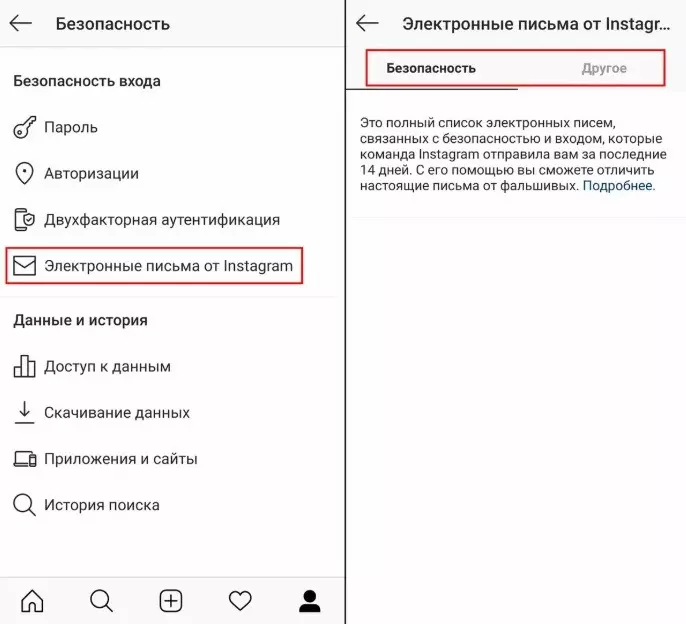 Безопасность
Безопасность входа
Пароль
Авторизации
Двухфакторная аутентификация
Электронные письма от Instagram
Данные и история
Доступ к данным
Скачивание данных
Приложения и сайты
История поиска
Электронные письма от Instagr...
Безопасность
Другое
Это полный список электронных писем,
связанных с безопасностью и входом, которые
команда Instagram отправила вам за последние
14 дней. С его помощью вы сможете отличить
настоящие письма от фальшивых. Подробнее.